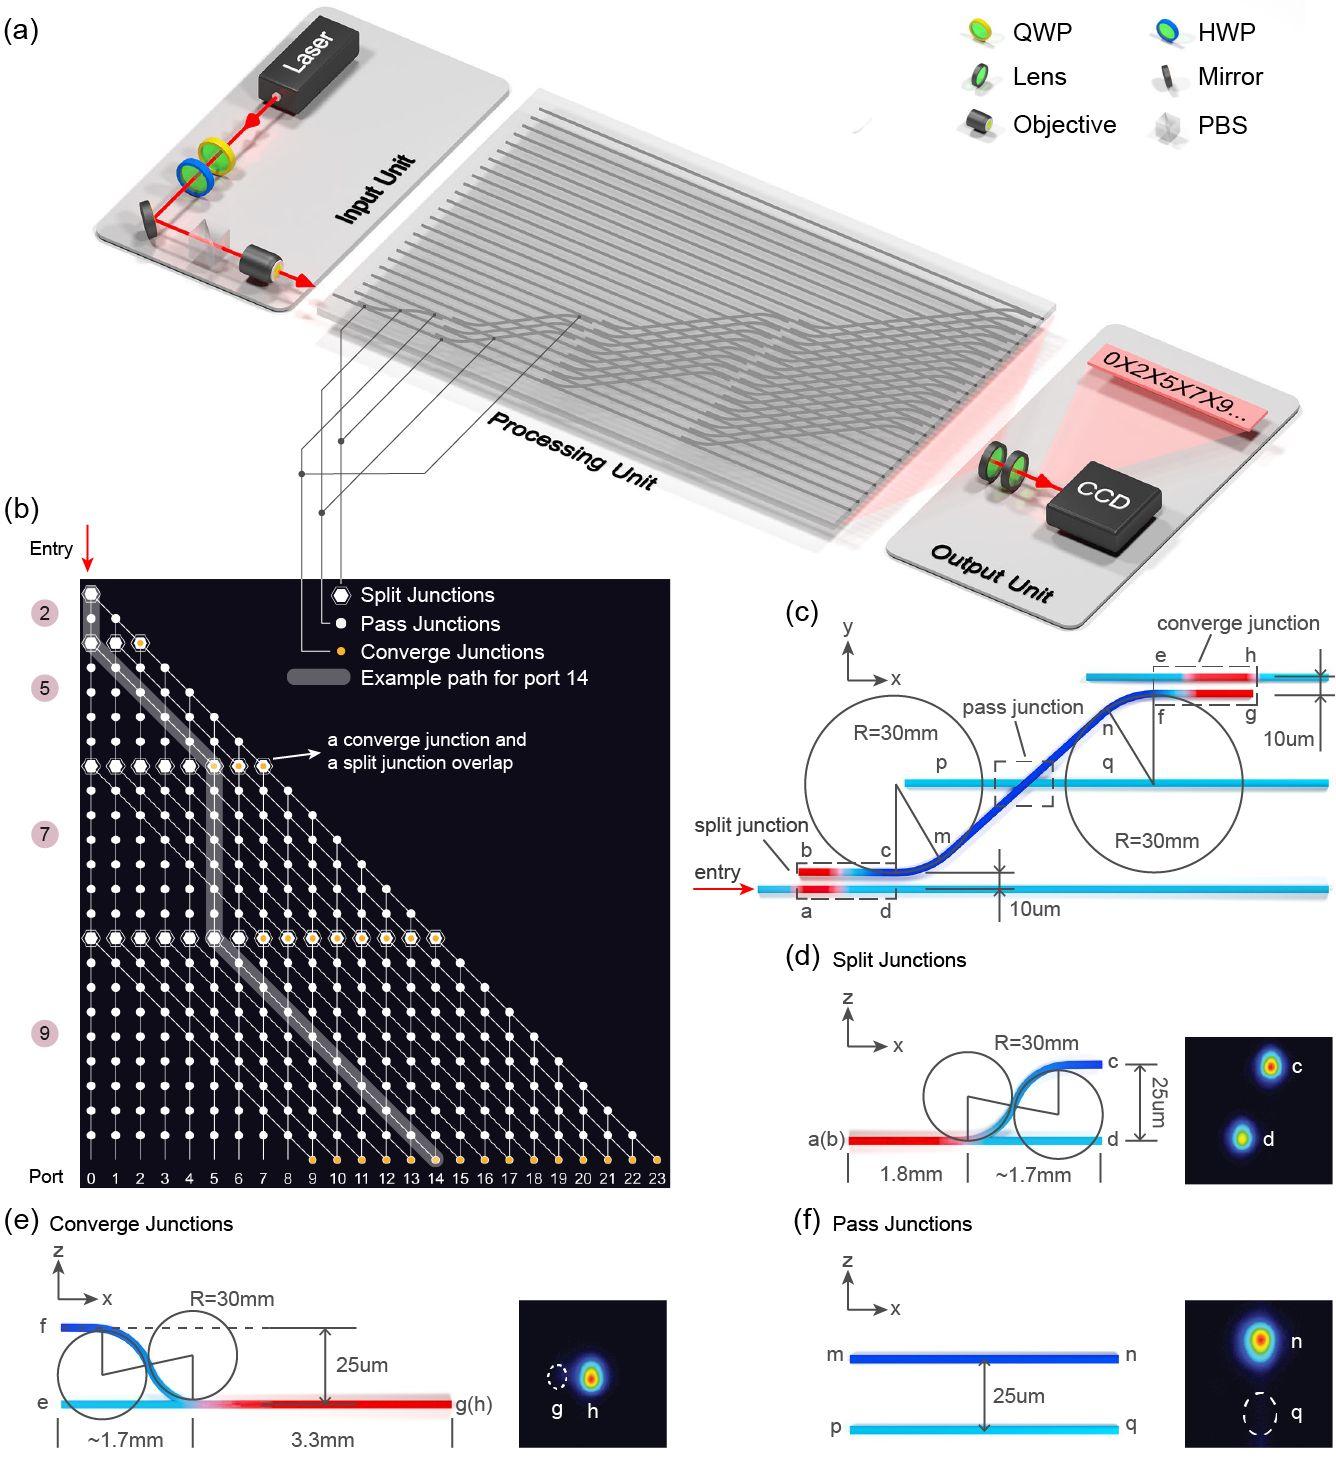 (a)
Laser
Input Unit
QWP
HWP
Lens
Mirror
Objective
PBS
Processing Unit
0X2X5X7X9...
CCD
Output Unit
(b)
Entry
2
5
7
9
Split Junctions
Pass Junctions
Converge Junctions
Example path for port 14
a converge junction and
a split junction overlap
Port
0 1 2 3 4 5 6 7 8 9 10 11 12 13 14 15 16 17 18 19 20 21 22 23
(c)
y
x
converge junction
e h
pass junction
R=30mm
n
f g
10um
p q
split junction
m
R=30mm
b c
entry
a d
10um
(d) Split Junctions
z
x
R=30mm
c
25um
a(b)
d
1.8mm
~1.7mm
c
d
(e) Converge Junctions
z
x
R=30mm
f
25um
e
g(h)
~1.7mm
3.3mm
g h
(f) Pass Junctions
z
x
m n
25um
p q
n
q